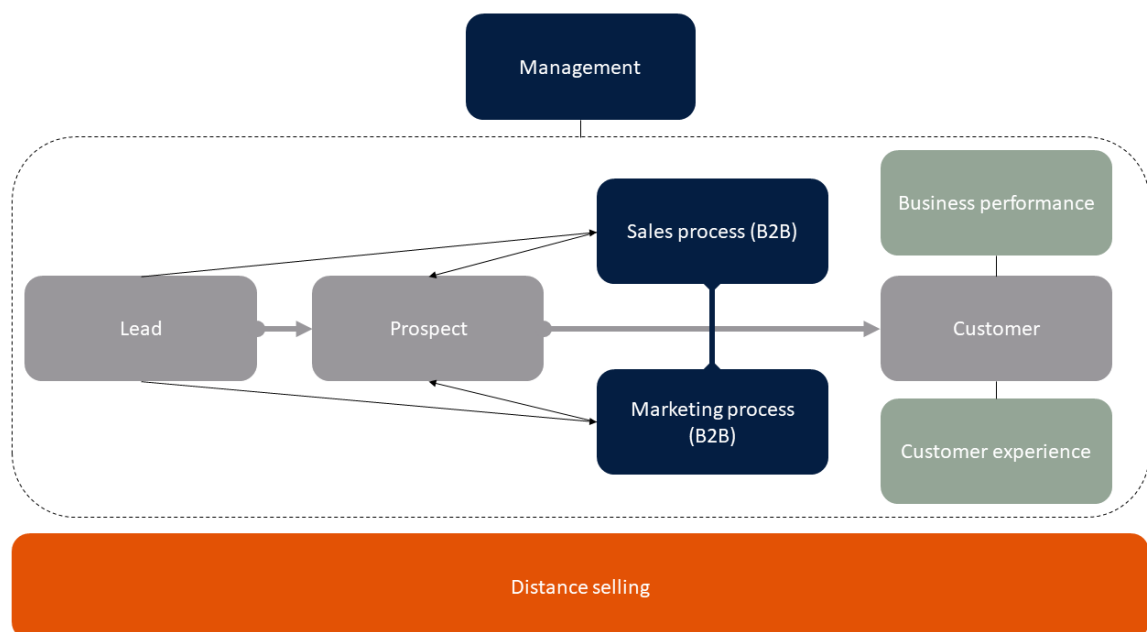 Management
Business performance
Sales process (B2B)
Lead
Prospect
Customer
Marketing process
(B2B)
Customer experience
Distance selling